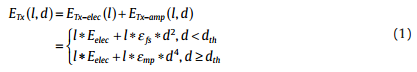 E_Tx(l, d) = E_Tx−elec(l) + E_Tx−amp(l, d) (1)
= { l ∗ E_elec + l ∗ ε_fs ∗ d², d < d_th
l ∗ E_elec + l ∗ ε_mp ∗ d⁴, d ≥ d_th